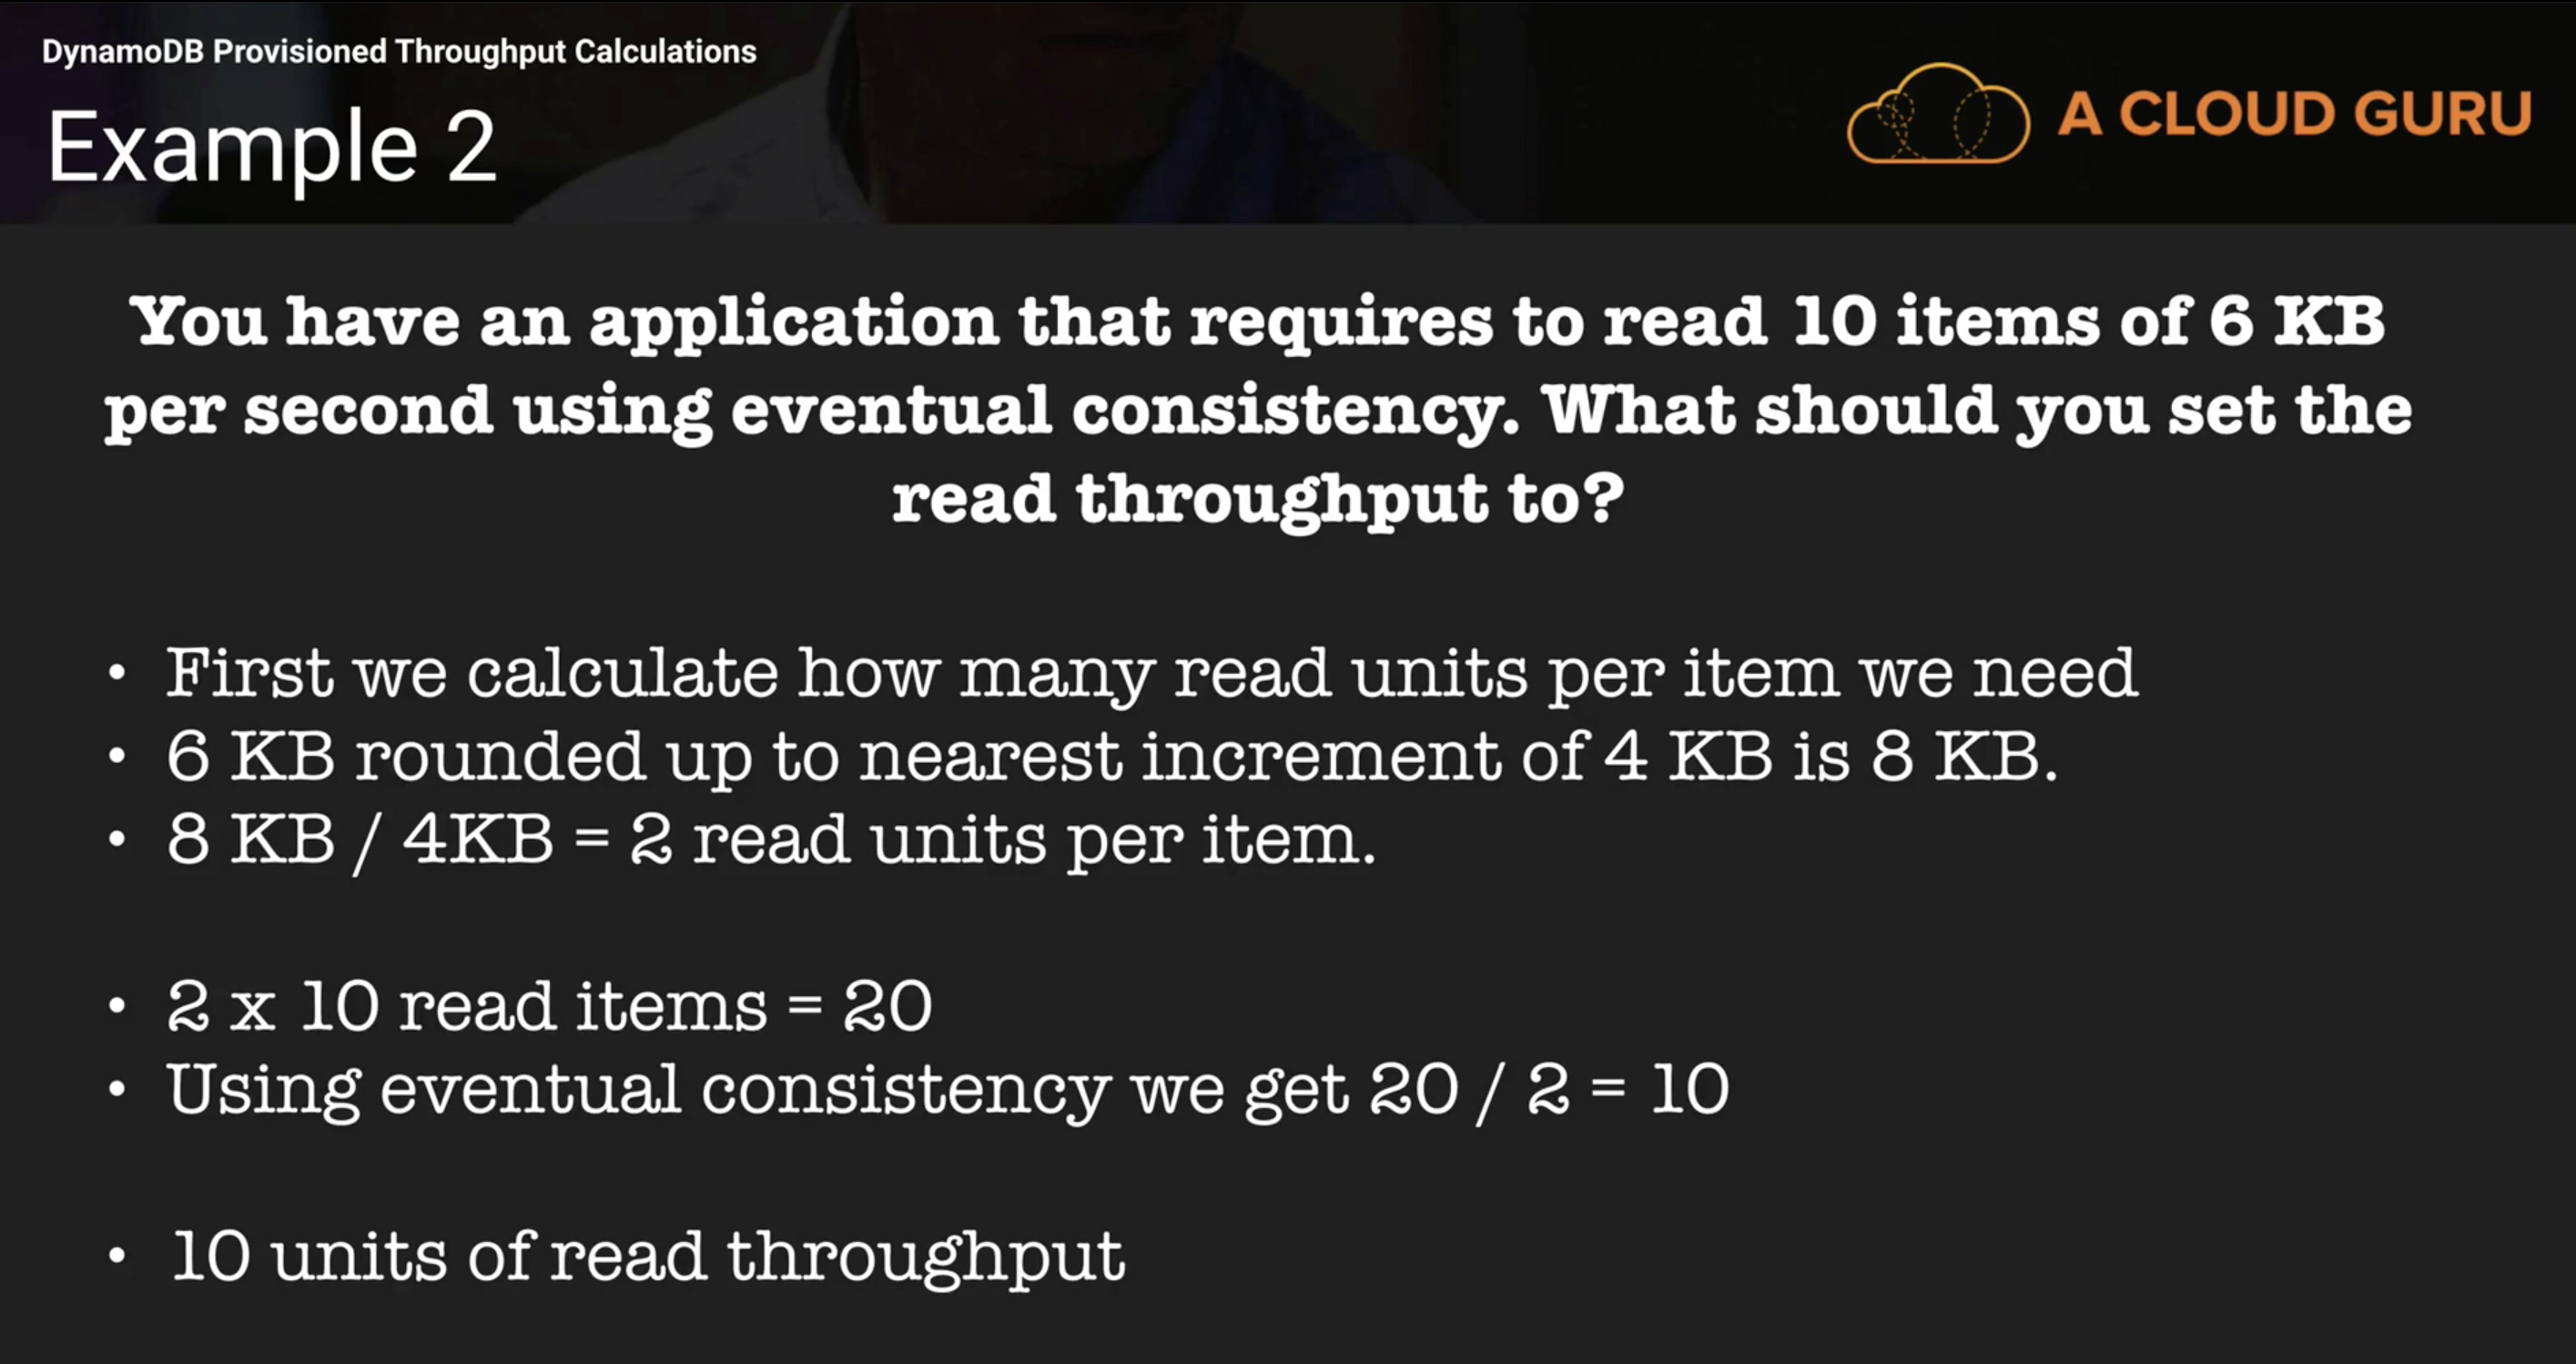 DynamoDB Provisioned Throughput Calculations
Example 2
A CLOUD GURU
You have an application that requires to read 10 items of 6 KB
per second using eventual consistency. What should you set the
read throughput to?
• First we calculate how many read units per item we need
• 6 KB rounded up to nearest increment of 4 KB is 8 KB.
• 8 KB / 4KB = 2 read units per item.
• 2 x 10 read items = 20
• Using eventual consistency we get 20 / 2 = 10
• 10 units of read throughput